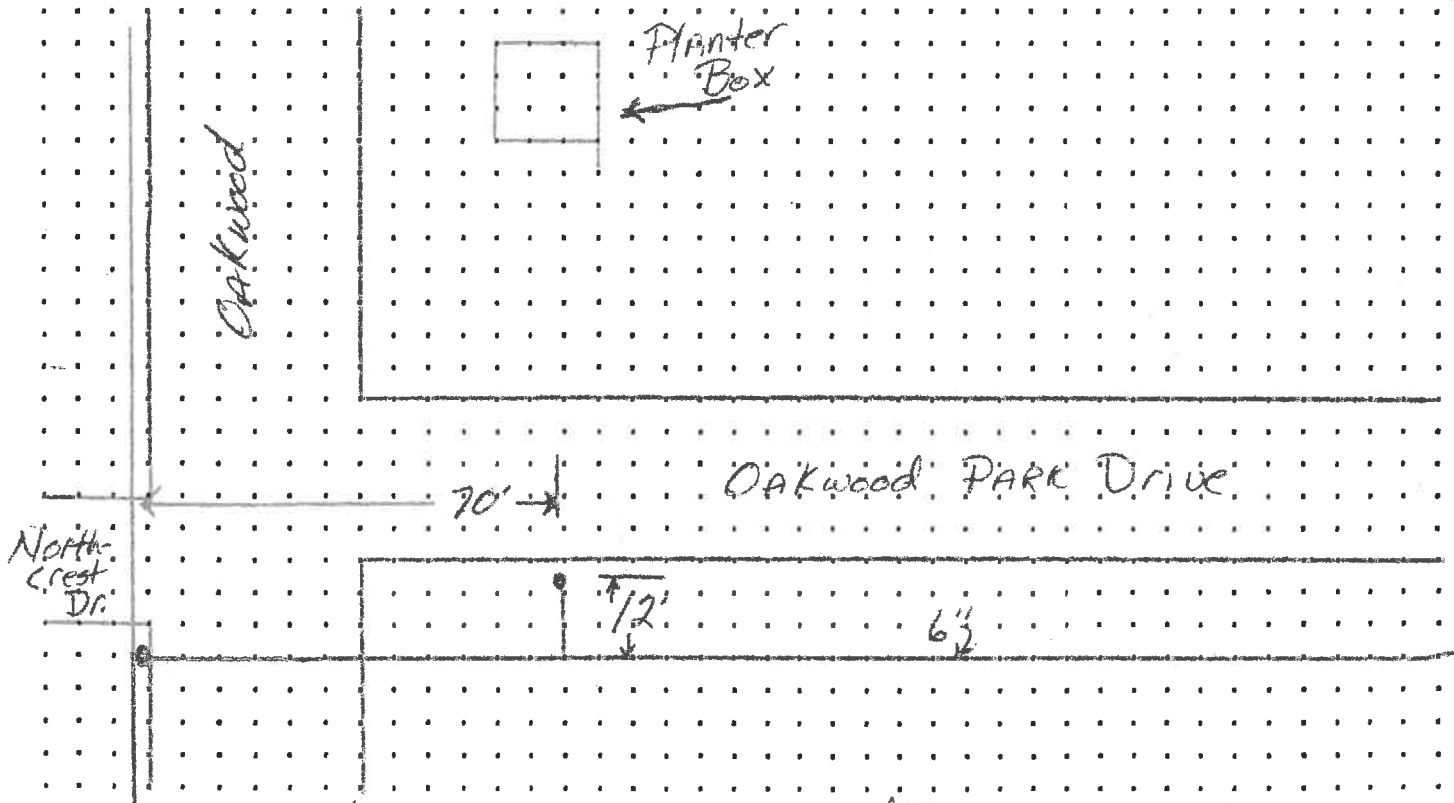 Planter
Box
Oakwood
70'
Oakwood Park Drive
North-
crest
Dr.
12'
6"